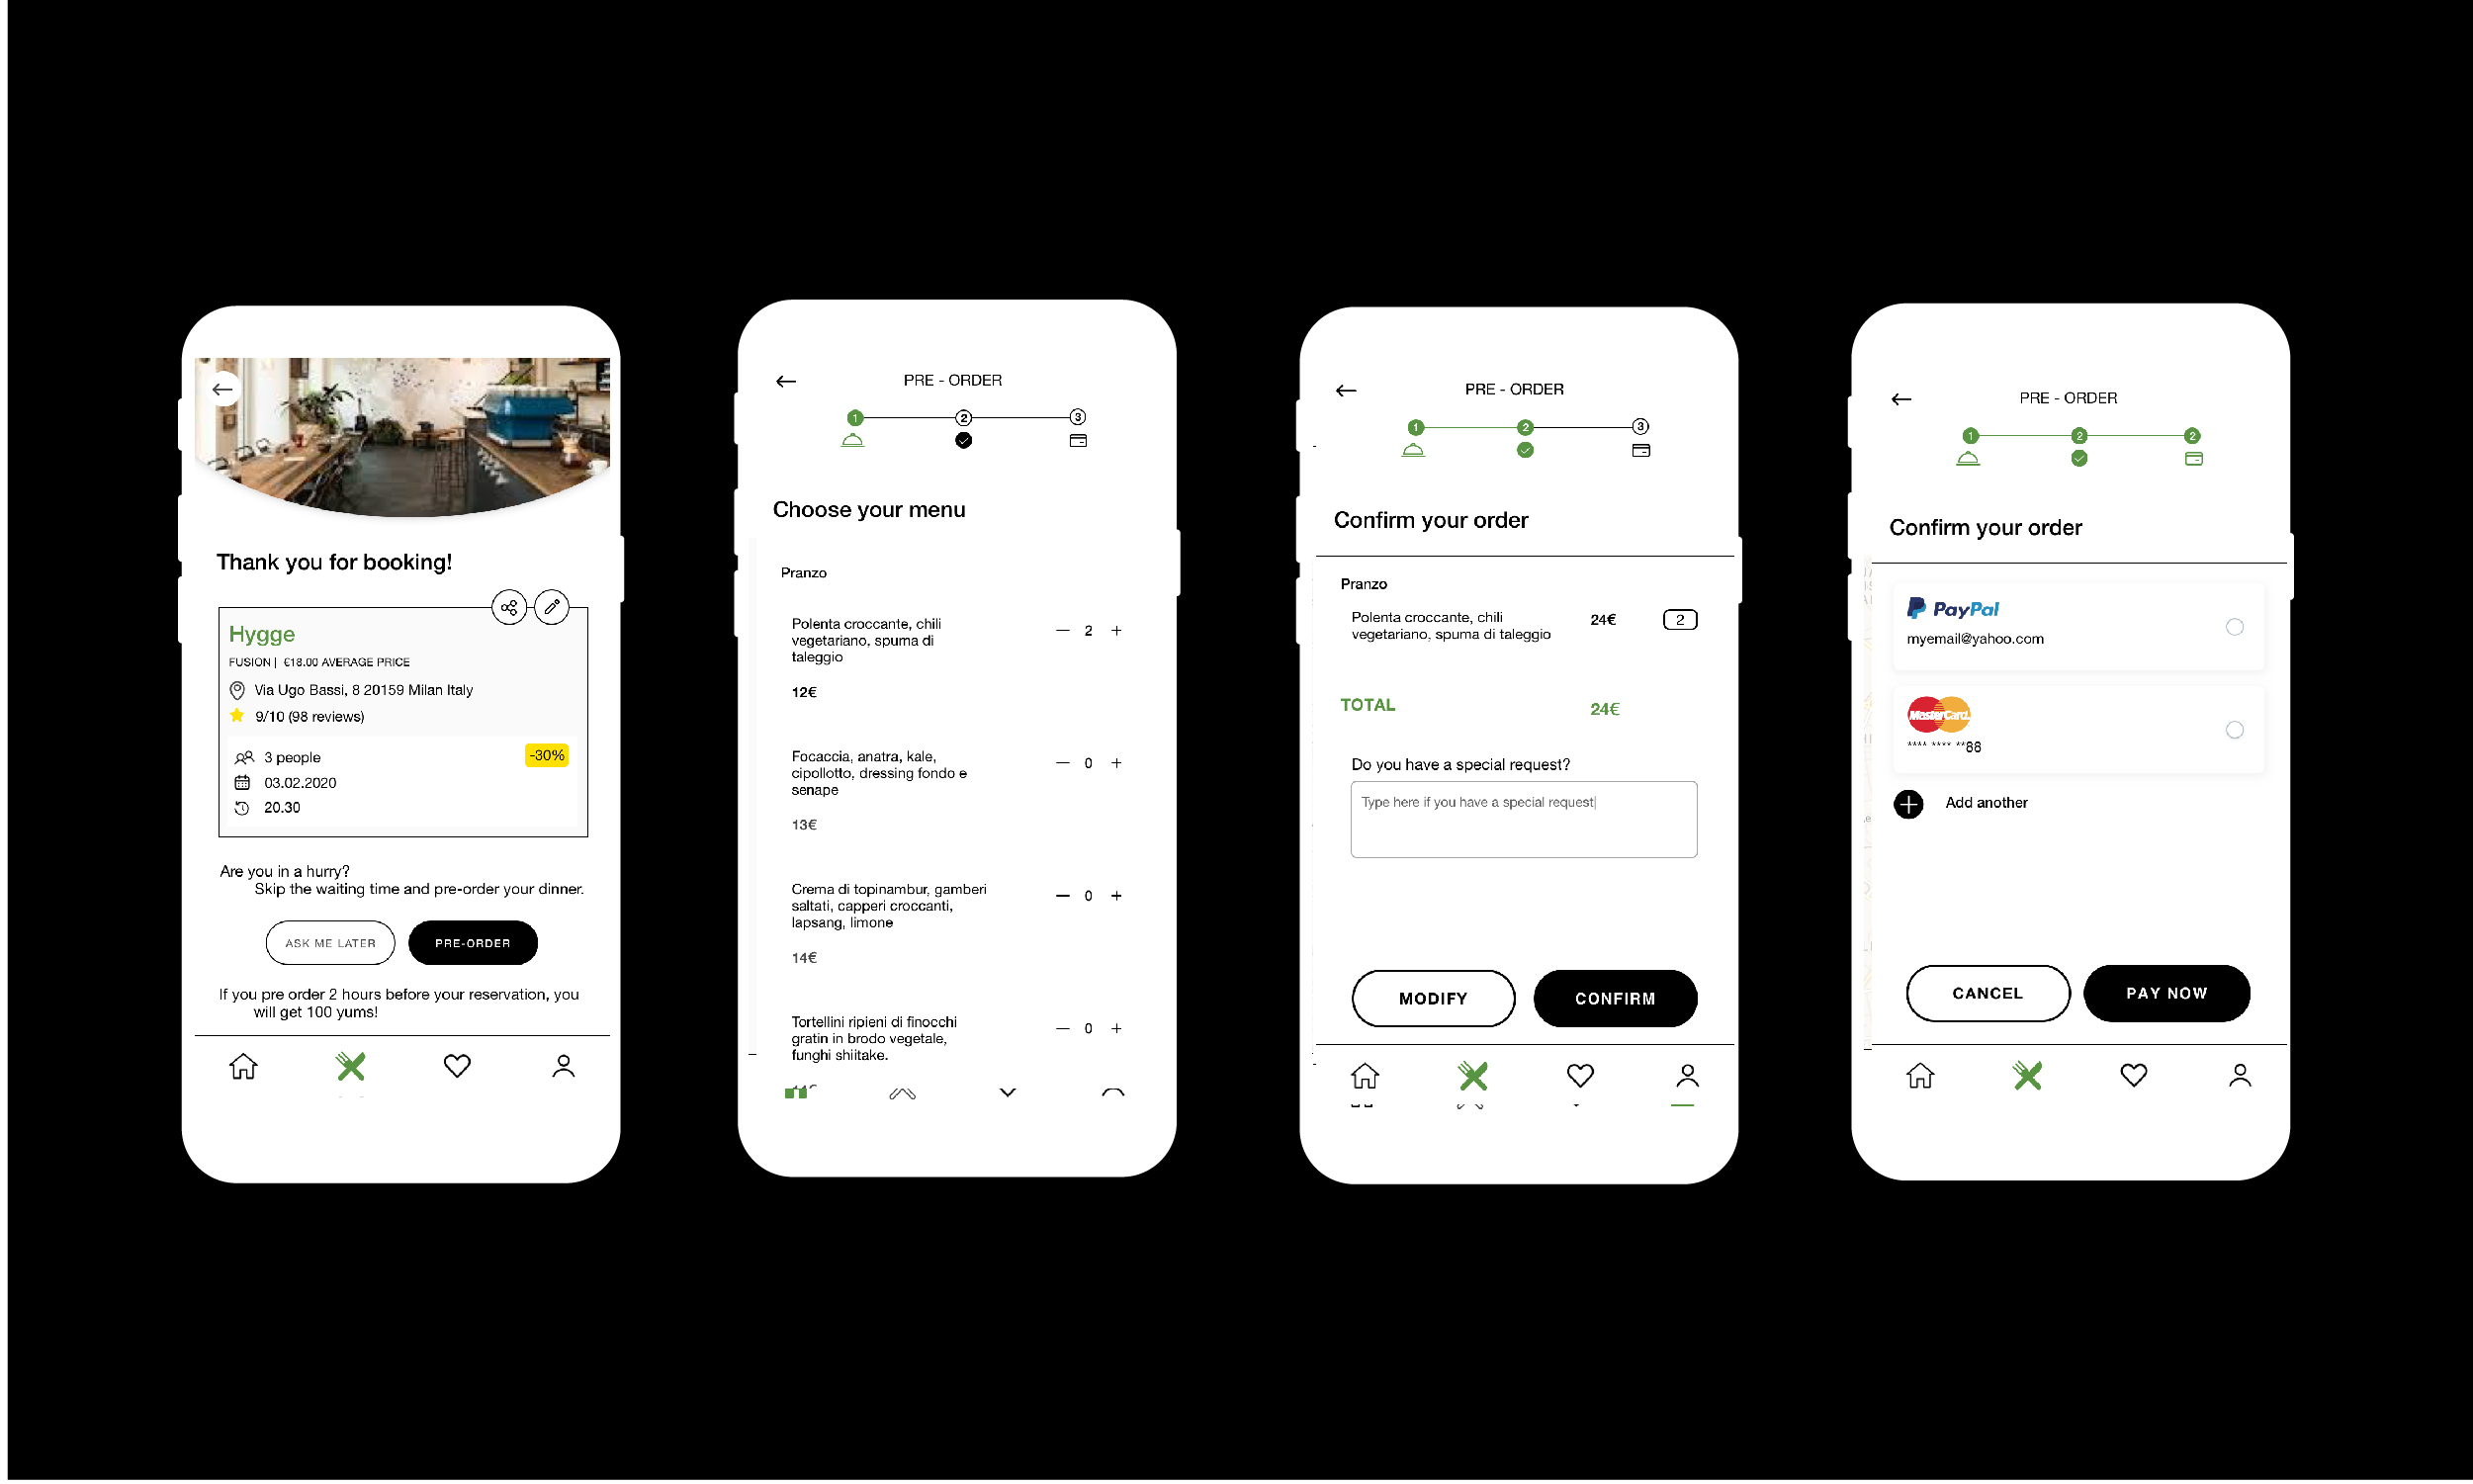 Thank you for booking!
Hygge
FUSION | €18.00 AVERAGE PRICE
Via Ugo Bassi, 8 20159 Milan Italy
9/10 (98 reviews)
3 people
-30%
03.02.2020
20.30
Are you in a hurry?
Skip the waiting time and pre-order your dinner.
ASK ME LATER
PRE-ORDER
If you pre order 2 hours before your reservation, you
will get 100 yums!
PRE - ORDER
1
2
3
Choose your menu
Pranzo
Polenta croccante, chili
vegetariano, spuma di
taleggio
— 2 +
12€
Focaccia, anatra, kale,
cipollotto, dressing fondo e
senape
— 0 +
13€
Crema di topinambur, gamberi
saltati, capperi croccanti,
lapsang, limone
— 0 +
14€
Tortellini ripieni di finocchi
gratin in brodo vegetale,
funghi shiitake.
— 0 +
PRE - ORDER
1
2
3
Confirm your order
Pranzo
Polenta croccante, chili
vegetariano, spuma di taleggio
24€
2
TOTAL
24€
Do you have a special request?
Type here if you have a special request
MODIFY
CONFIRM
PRE - ORDER
1
2
2
Confirm your order
PayPal
myemail@yahoo.com
MasterCard
**** **** **88
Add another
CANCEL
PAY NOW